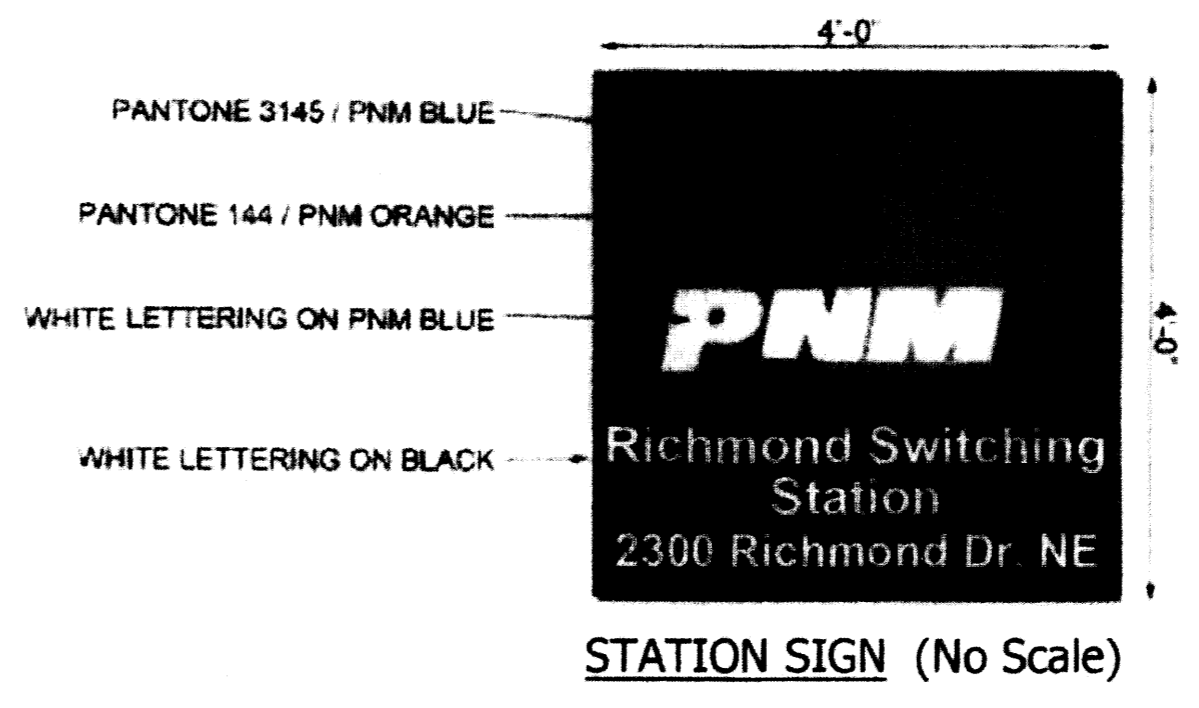 4'-0"
PANTONE 3145 / PNM BLUE
PANTONE 144 / PNM ORANGE
WHITE LETTERING ON PNM BLUE
WHITE LETTERING ON BLACK
PNM
Richmond Switching
Station
2300 Richmond Dr. NE
4'-0"
STATION SIGN (No Scale)